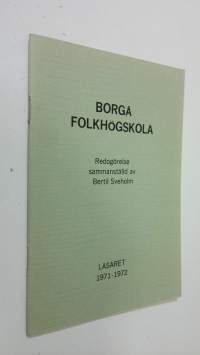 BORGÅ
FOLKHÖGSKOLA
Redogörelse
sammanställd av
Bertil Sveholm
LÄSÅRET
1971-1972